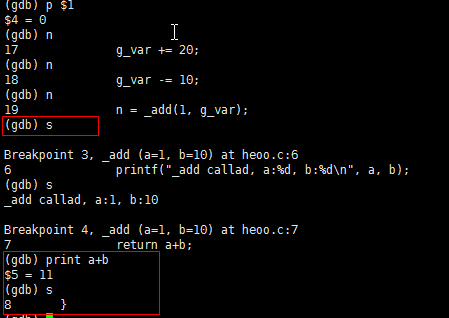 (gdb) p $1
$4 = 0
(gdb) n
17 g_var += 20;
(gdb) n
18 g_var -= 10;
(gdb) n
19 n = _add(1, g_var);
(gdb) s
Breakpoint 3, _add (a=1, b=10) at heoo.c:6
6 printf("_add callad, a:%d, b:%d\n", a, b);
(gdb) s
_add callad, a:1, b:10
Breakpoint 4, _add (a=1, b=10) at heoo.c:7
7 return a+b;
(gdb) print a+b
$5 = 11
(gdb) s
8 }
(gdb)